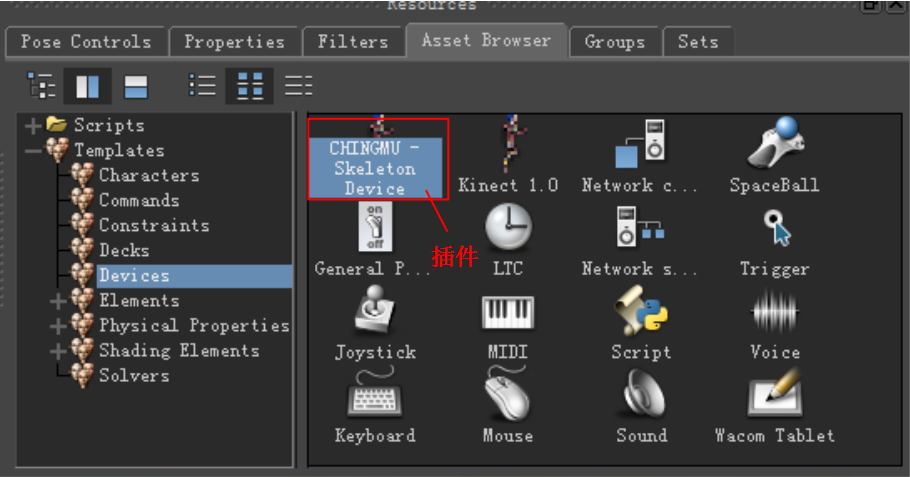 Resources
Pose Controls
Properties
Filters
Asset Browser
Groups
Sets
Scripts
Templates
Characters
Commands
Constraints
Decks
Devices
Elements
Physical Properties
Shading Elements
Solvers
CHINGMU -
Skeleton
Device
Kinect 1.0
Network c...
SpaceBall
插件
on
off
General P...
LTC
Network s...
Trigger
Joystick
MIDI
Script
Voice
Keyboard
Mouse
Sound
Wacom Tablet